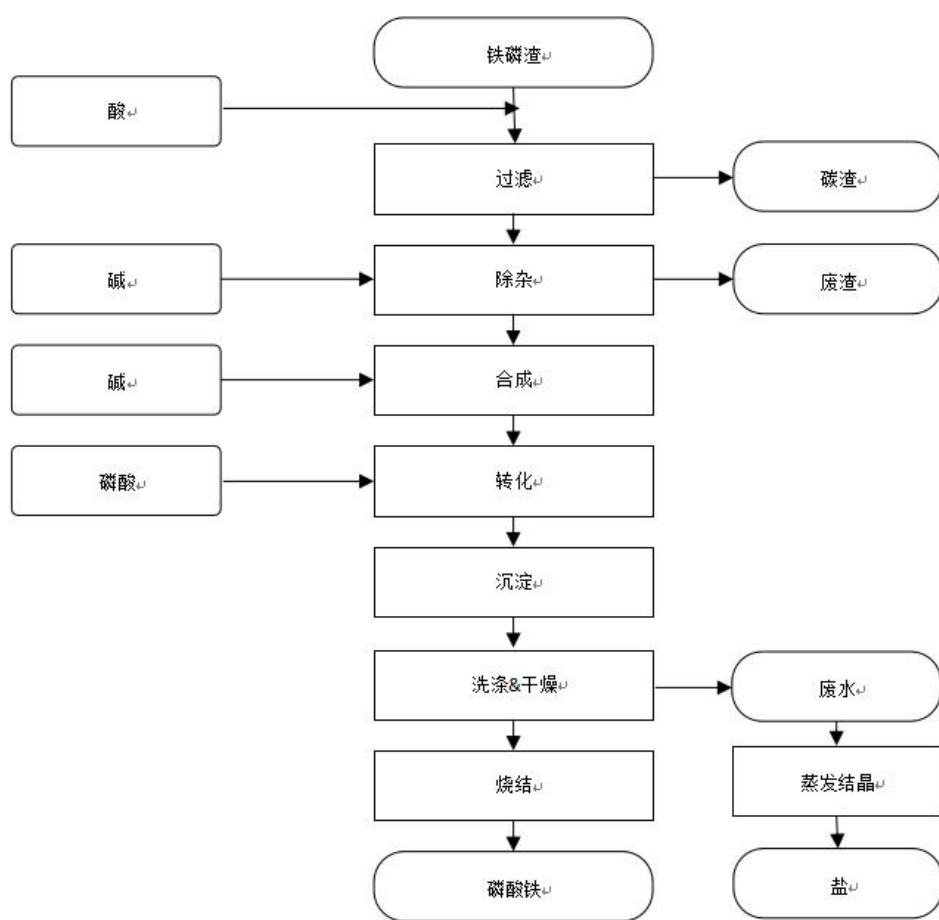 铁磷渣
酸
过滤
碳渣
碱
除杂
废渣
碱
合成
磷酸
转化
沉淀
洗涤&干燥
废水
烧结
蒸发结晶
磷酸铁
盐